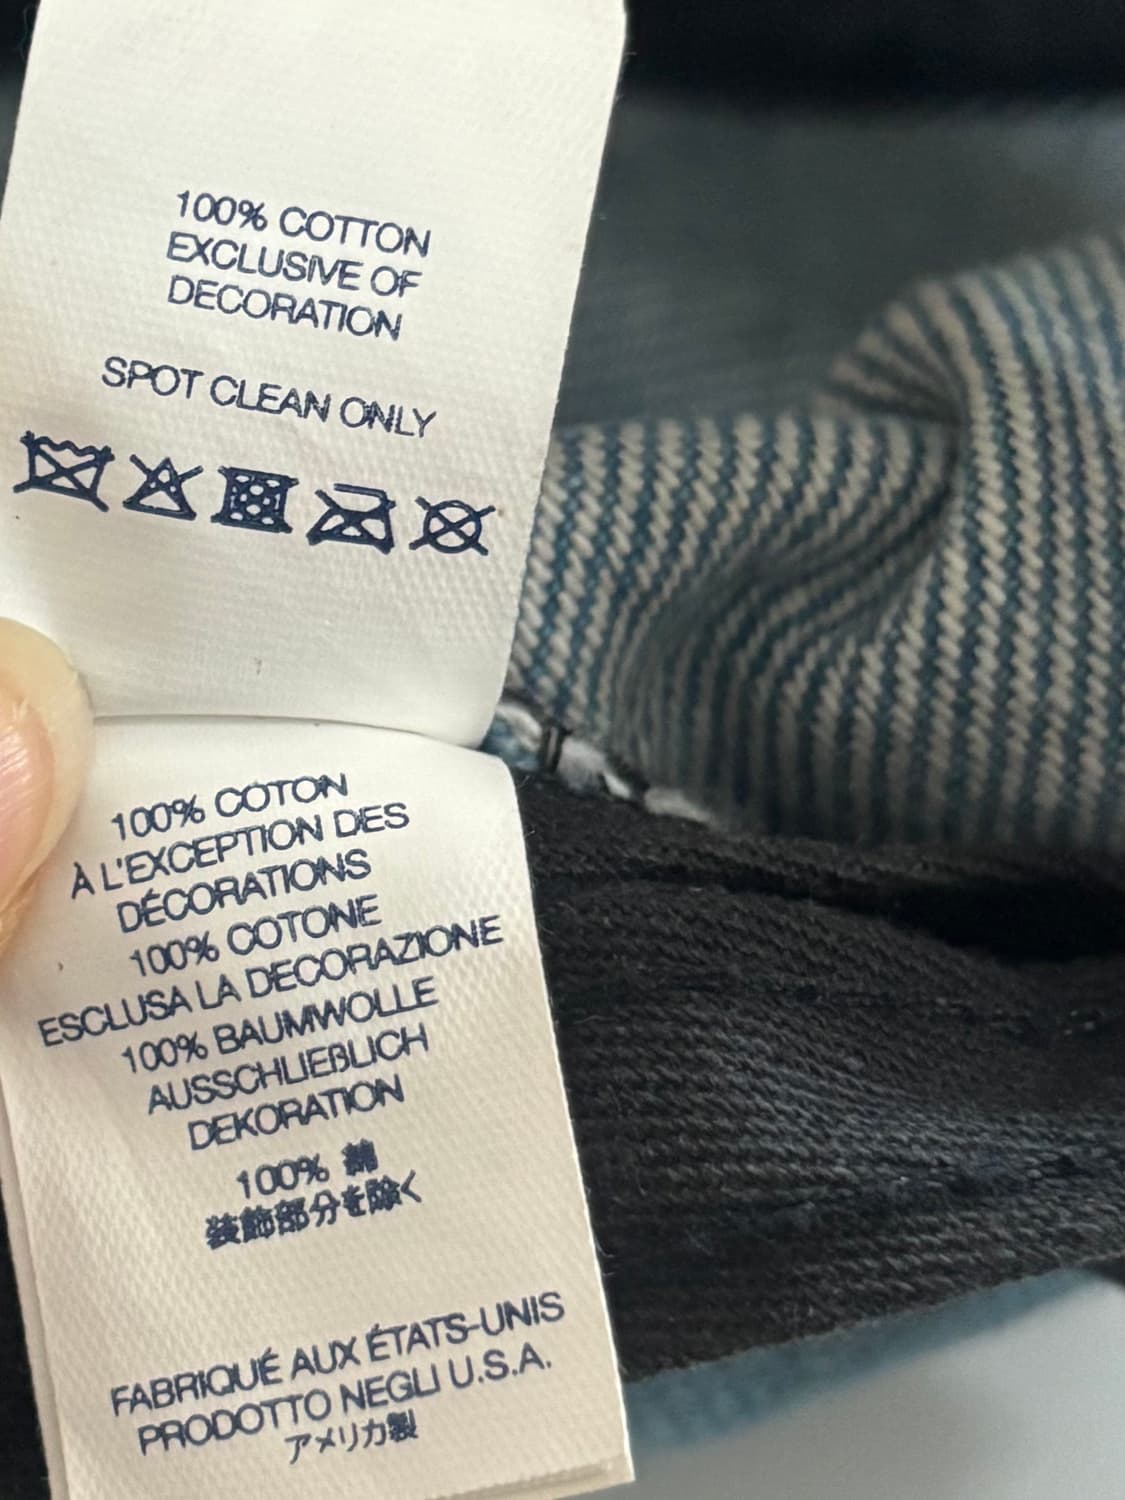 100% COTTON
EXCLUSIVE OF
DECORATION
SPOT CLEAN ONLY
100% COTON
À L'EXCEPTION DES
DÉCORATIONS
100% COTONE
ESCLUSA LA DECORAZIONE
100% BAUMWOLLE
AUSSCHLIEBLICH
DEKORATION
100% 綿
装飾部分を除く
FABRIQUÉ AUX ÉTATS-UNIS
PRODOTTO NEGLI U.S.A.
アメリカ製